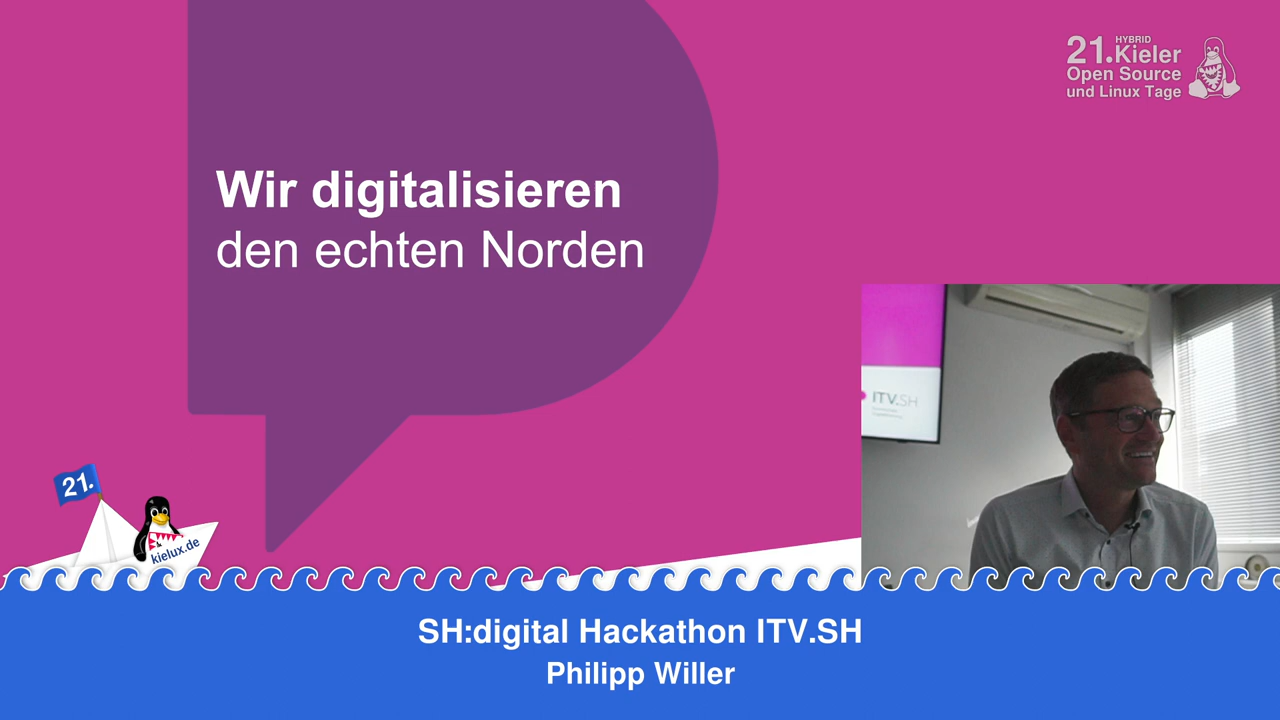 HYBRID
21.Kieler
Open Source
und Linux Tage
Wir digitalisieren
den echten Norden
ITV.SH
21.
kielux.de
SH:digital Hackathon ITV.SH
Philipp Willer